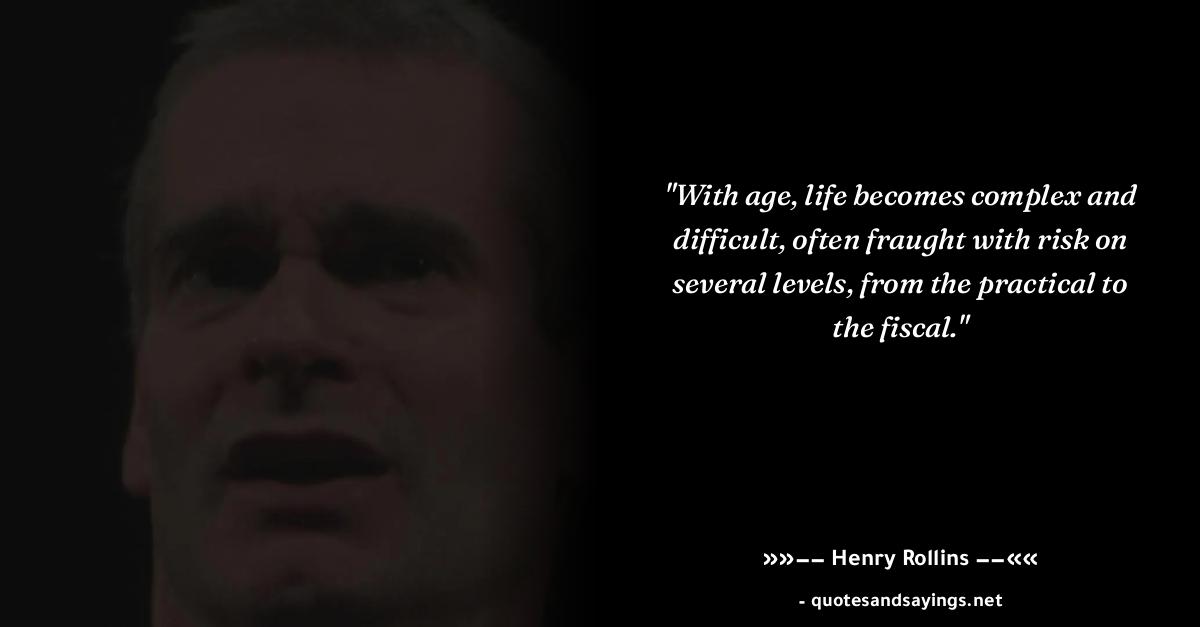 "With age, life becomes complex and
difficult, often fraught with risk on
several levels, from the practical to
the fiscal."
»»—— Henry Rollins ——««
- quotesandsayings.net